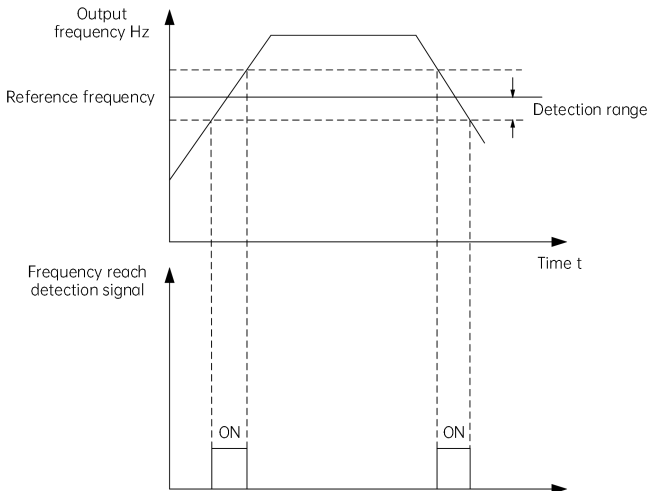 Output
frequency Hz
Reference frequency
Detection range
Time t
Frequency reach
detection signal
ON
ON